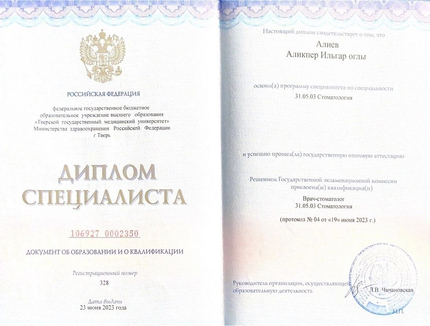 РОССИЙСКАЯ ФЕДЕРАЦИЯ
федеральное государственное бюджетное
образовательное учреждение высшего образования
«Тверской государственный медицинский университет»
Министерства здравоохранения Российской Федерации
г. Тверь
ДИПЛОМ
СПЕЦИАЛИСТА
106927 0002350
ДОКУМЕНТ ОБ ОБРАЗОВАНИИ И О КВАЛИФИКАЦИИ
Регистрационный номер
328
Дата выдачи
23 июня 2023 года
Настоящий диплом свидетельствует о том, что
Алиев
Аликпер Ильгар оглы
освоил(а) программу специалитета по специальности
31.05.03 Стоматология
и успешно прошел(ла) государственную итоговую аттестацию
Решением Государственной экзаменационной комиссии
присвоена(ы) квалификация(и)
Врач-стоматолог
31.05.03 Стоматология
(протокол № 04 от «19» июня 2023 г.)
Руководитель организации, осуществляющей
образовательную деятельность
Л.В. Чичановская
М.П.